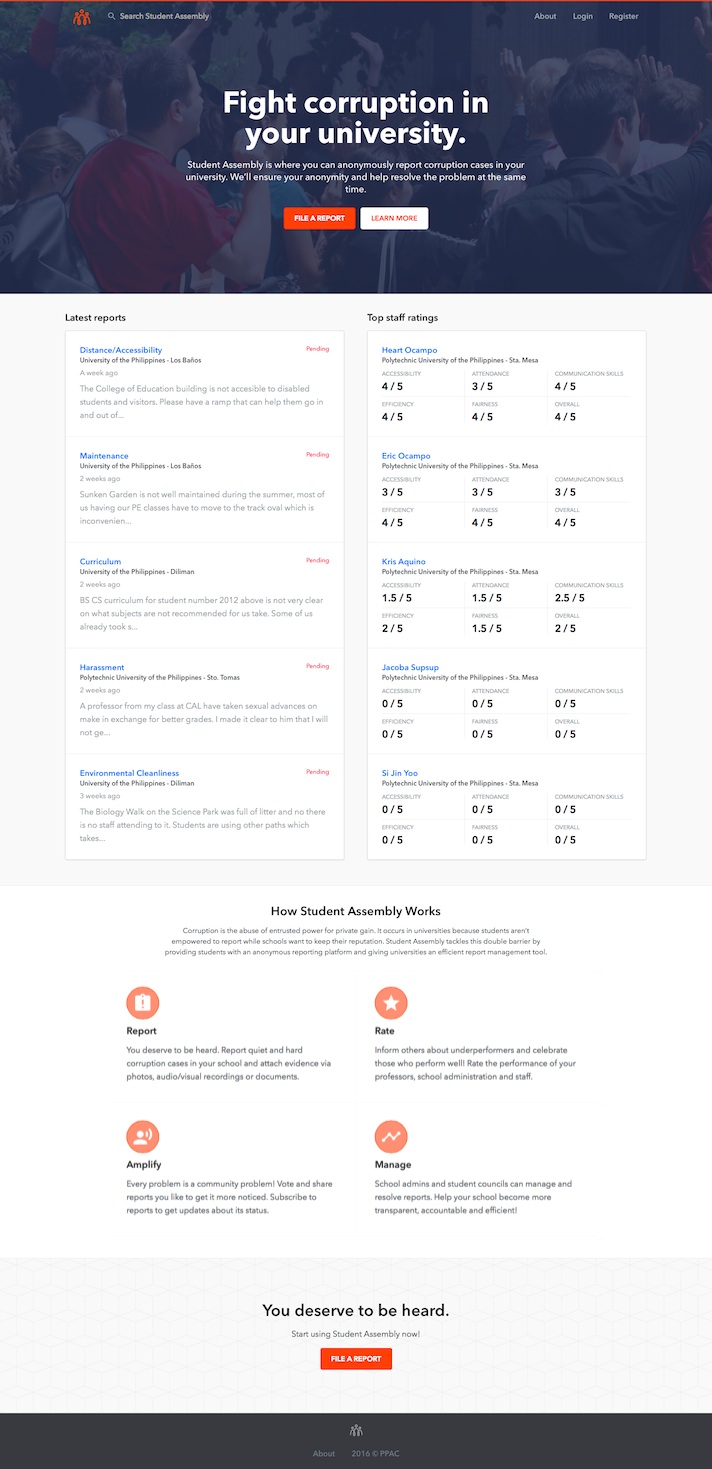 Search Student Assembly
About Login Register
Fight corruption in
your university.
Student Assembly is where you can anonymously report corruption cases in your
university. We'll ensure your anonymity and help resolve the problem at the same
time.
FILE A REPORT LEARN MORE
Latest reports
Distance/Accessibility Pending
University of the Philippines - Los Baños
A week ago
The College of Education building is not accesible to disabled
students and visitors. Please have a ramp that can help them go in
and out of...
Maintenance Pending
University of the Philippines - Los Baños
2 weeks ago
Sunken Garden is not well maintained during the summer, most of
us having our PE classes have to move to the track oval which is
inconvenien...
Curriculum Pending
University of the Philippines - Diliman
2 weeks ago
BS CS curriculum for student number 2012 above is not very clear
on what subjects are not recommended for us take. Some of us
already took s...
Harassment Pending
Polytechnic University of the Philippines - Sto. Tomas
2 weeks ago
A professor from my class at CAL have taken sexual advances on
make in exchange for better grades. I made it clear to him that I will
not ge...
Environmental Cleanliness Pending
University of the Philippines - Diliman
3 weeks ago
The Biology Walk on the Science Park was full of litter and no there
is no staff attending to it. Students are using other paths which
takes...
Top staff ratings
Heart Ocampo
Polytechnic University of the Philippines - Sta. Mesa
ACCESSIBILITY ATTENDANCE COMMUNICATION SKILLS
4 / 5 3 / 5 4 / 5
EFFICIENCY FAIRNESS OVERALL
4 / 5 4 / 5 4 / 5
Eric Ocampo
Polytechnic University of the Philippines - Sta. Mesa
ACCESSIBILITY ATTENDANCE COMMUNICATION SKILLS
3 / 5 3 / 5 3 / 5
EFFICIENCY FAIRNESS OVERALL
4 / 5 4 / 5 4 / 5
Kris Aquino
Polytechnic University of the Philippines - Sta. Mesa
ACCESSIBILITY ATTENDANCE COMMUNICATION SKILLS
1.5 / 5 1.5 / 5 2.5 / 5
EFFICIENCY FAIRNESS OVERALL
2 / 5 1.5 / 5 2 / 5
Jacoba Supsup
Polytechnic University of the Philippines - Sta. Mesa
ACCESSIBILITY ATTENDANCE COMMUNICATION SKILLS
0 / 5 0 / 5 0 / 5
EFFICIENCY FAIRNESS OVERALL
0 / 5 0 / 5 0 / 5
Si Jin Yoo
Polytechnic University of the Philippines - Sta. Mesa
ACCESSIBILITY ATTENDANCE COMMUNICATION SKILLS
0 / 5 0 / 5 0 / 5
EFFICIENCY FAIRNESS OVERALL
0 / 5 0 / 5 0 / 5
How Student Assembly Works
Corruption is the abuse of entrusted power for private gain. It occurs in universities because students aren't
empowered to report while schools want to keep their reputation. Student Assembly tackles this double barrier by
providing students with an anonymous reporting platform and giving universities an efficient report management tool.
Report
You deserve to be heard. Report quiet and hard
corruption cases in your school and attach evidence via
photos, audio/visual recordings or documents.
Rate
Inform others about underperformers and celebrate
those who perform well! Rate the performance of your
professors, school administration and staff.
Amplify
Every problem is a community problem! Vote and share
reports you like to get it more noticed. Subscribe to
reports to get updates about its status.
Manage
School admins and student councils can manage and
resolve reports. Help your school become more
transparent, accountable and efficient!
You deserve to be heard.
Start using Student Assembly now!
FILE A REPORT
About 2016 © PPAC